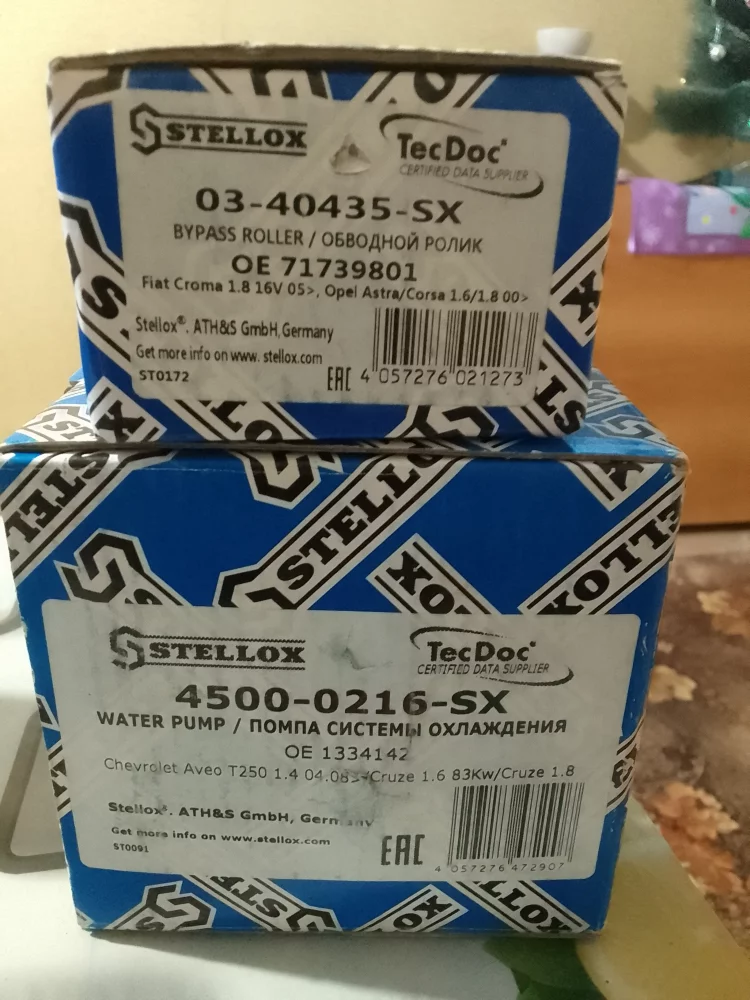 STELLOX
TecDoc®
CERTIFIED DATA SUPPLIER
03-40435-SX
BYPASS ROLLER / ОБВОДНОЙ РОЛИК
OE 71739801
Fiat Croma 1.8 16V 05>, Opel Astra/Corsa 1.6/1.8 00>
Stellox®. ATH&S GmbH, Germany
Get more info on www. stellox.com
ST0172
EAC
4 057276 021273
STELLOX
STELLOX
TecDoc®
CERTIFIED DATA SUPPLIER
4500-0216-SX
WATER PUMP / ПОМПА СИСТЕМЫ ОХЛАЖДЕНИЯ
OE 1334142
Chevrolet Aveo T250 1.4 04.08>/Cruze 1.6 83Kw/Cruze 1.8
Stellox®. ATH&S GmbH, Germany
Get more info on www.stellox.com
ST0091
EAC
4 057276 472907